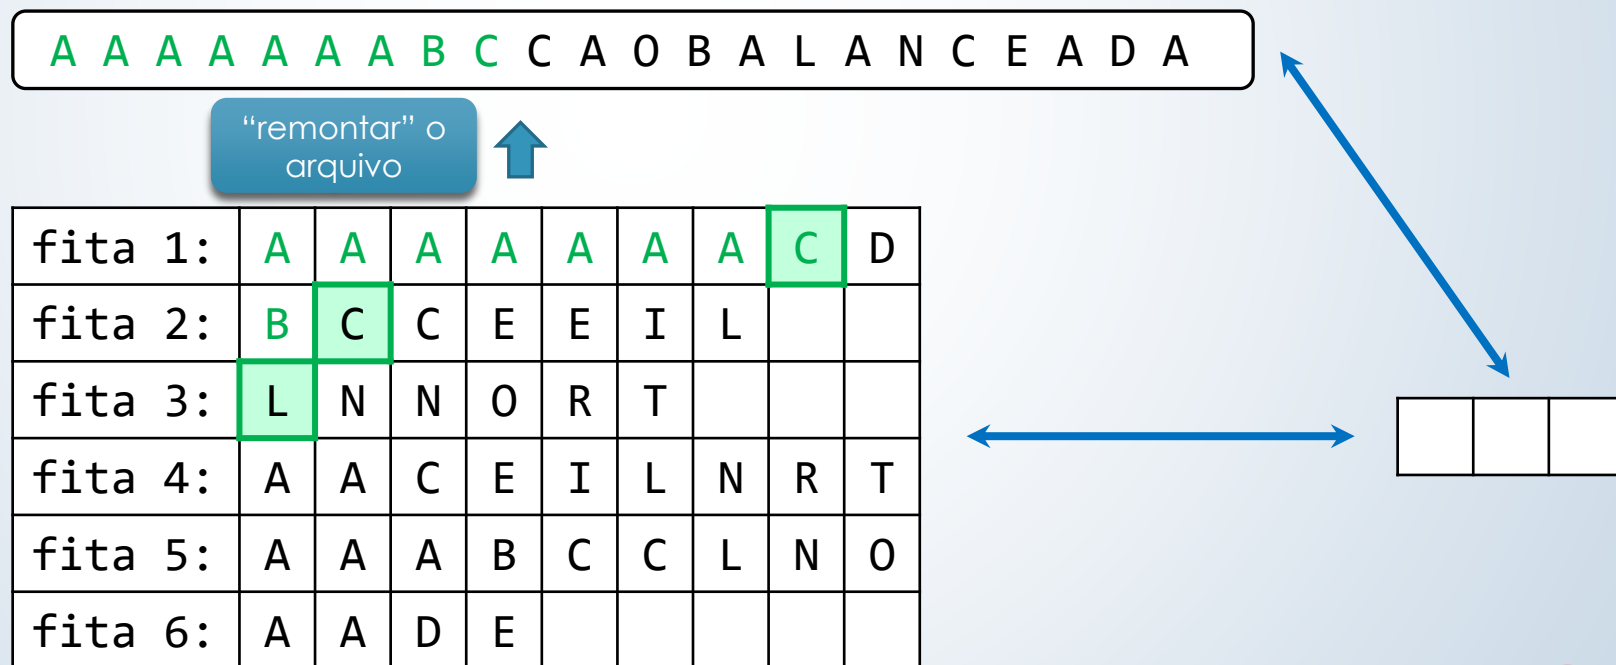 A A A A A A A B C C A O B A L A N C E A D A
“remontar” o
arquivo
fita 1: A A A A A A A C D
fita 2: B C C E E I L
fita 3: L N N O R T
fita 4: A A C E I L N R T
fita 5: A A A B C C L N O
fita 6: A A D E